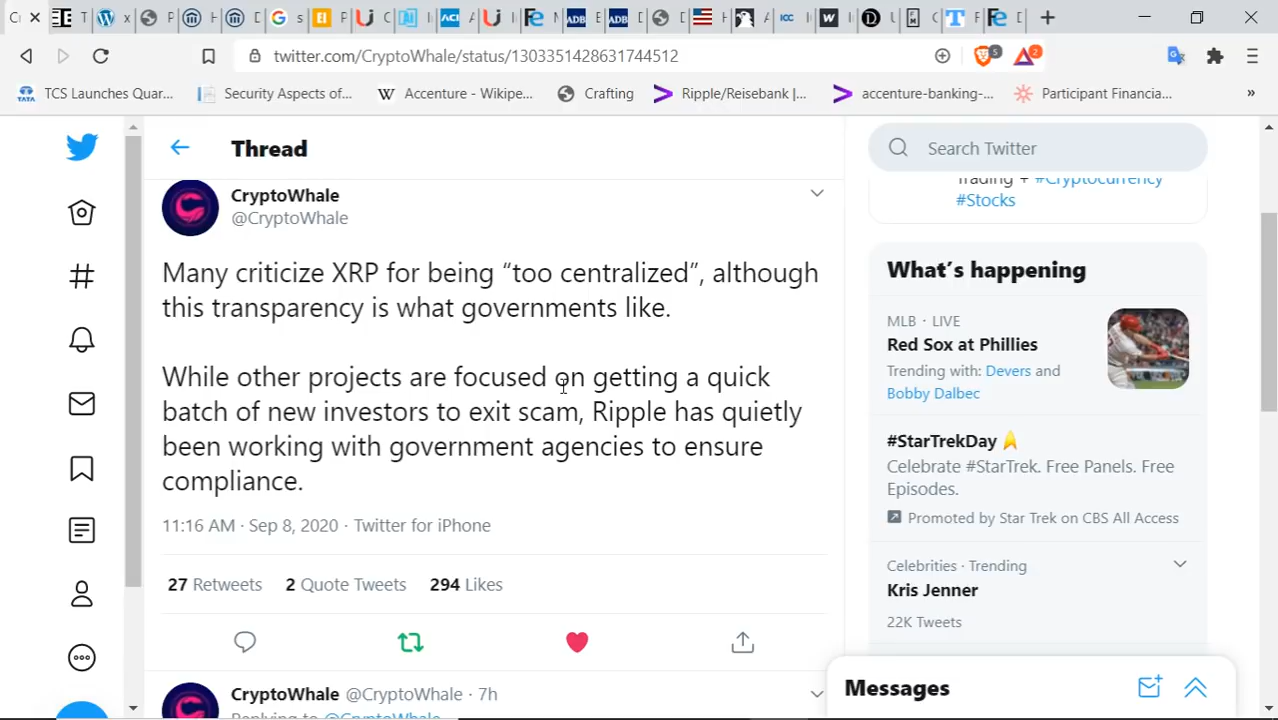 twitter.com/CryptoWhale/status/1303351428631744512
5
2
TCS Launches Quar...
Security Aspects of...
W Accenture - Wikipe...
Crafting
Ripple/Reisebank |...
accenture-banking-...
Participant Financia...
»
Thread
CryptoWhale
@CryptoWhale
Many criticize XRP for being “too centralized”, although
this transparency is what governments like.
While other projects are focused on getting a quick
batch of new investors to exit scam, Ripple has quietly
been working with government agencies to ensure
compliance.
11:16 AM · Sep 8, 2020 · Twitter for iPhone
27 Retweets 2 Quote Tweets 294 Likes
CryptoWhale @CryptoWhale · 7h
Replying to @CryptoWhale
Search Twitter
Trading + #Cryptocurrency
#Stocks
What’s happening
MLB · LIVE
Red Sox at Phillies
Trending with: Devers and
Bobby Dalbec
#StarTrekDay
Celebrate #StarTrek. Free Panels. Free
Episodes.
Promoted by Star Trek on CBS All Access
Celebrities · Trending
Kris Jenner
22K Tweets
Messages